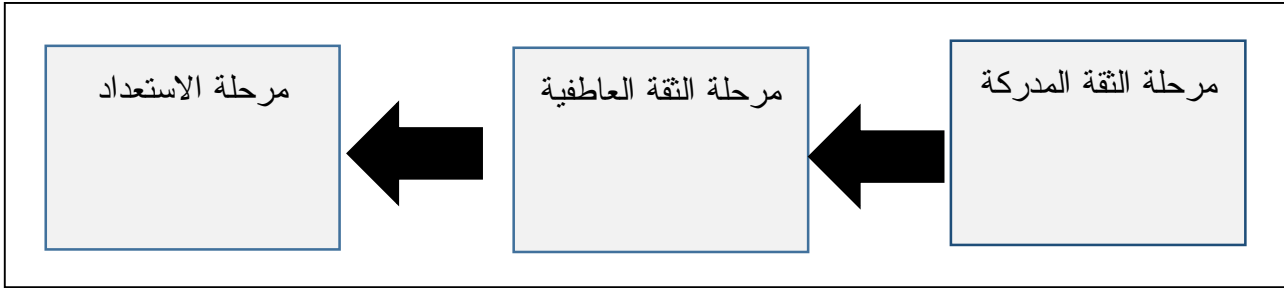 مرحلة الثقة المدركة
مرحلة الثقة العاطفية
مرحلة الاستعداد